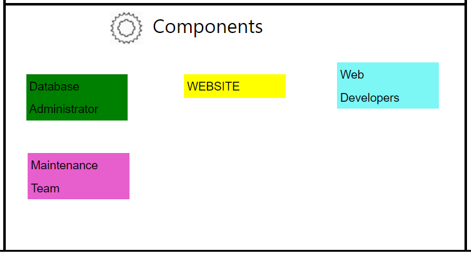 Components
Database
Administrator
WEBSITE
Web
Developers
Maintenance
Team